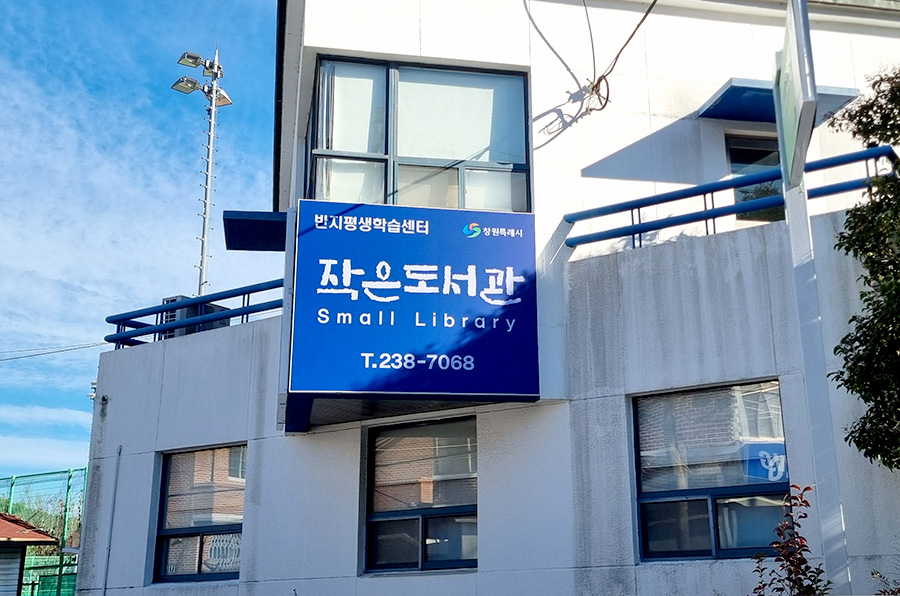 반지평생학습센터
창원특례시
작은도서관
Small Library
T.238-7068